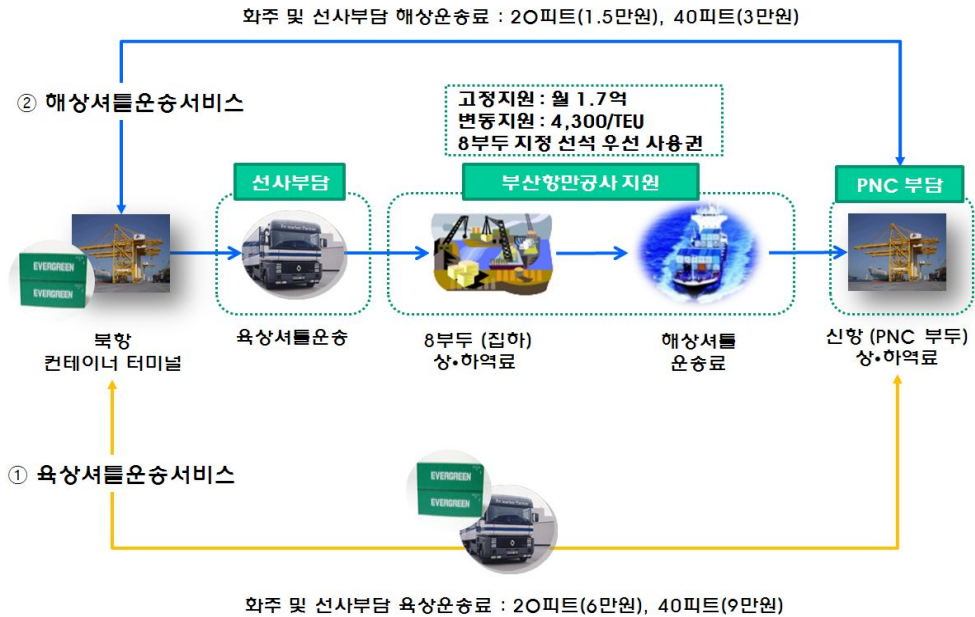 화주 및 선사부담 해상운송료 : 20피트(1.5만원), 40피트(3만원)
② 해상셔틀운송서비스
고정지원 : 월 1.7억
변동지원 : 4,300/TEU
8부두 지정 선석 우선 사용권
선사부담
부산항만공사 지원
PNC 부담
EVERGREEN
EVERGREEN
북항
컨테이너 터미널
육상셔틀운송
8부두 (집하)
상•하역료
해상셔틀
운송료
신항 (PNC 부두)
상•하역료
① 육상셔틀운송서비스
EVERGREEN
EVERGREEN
화주 및 선사부담 육상운송료 : 20피트(6만원), 40피트(9만원)